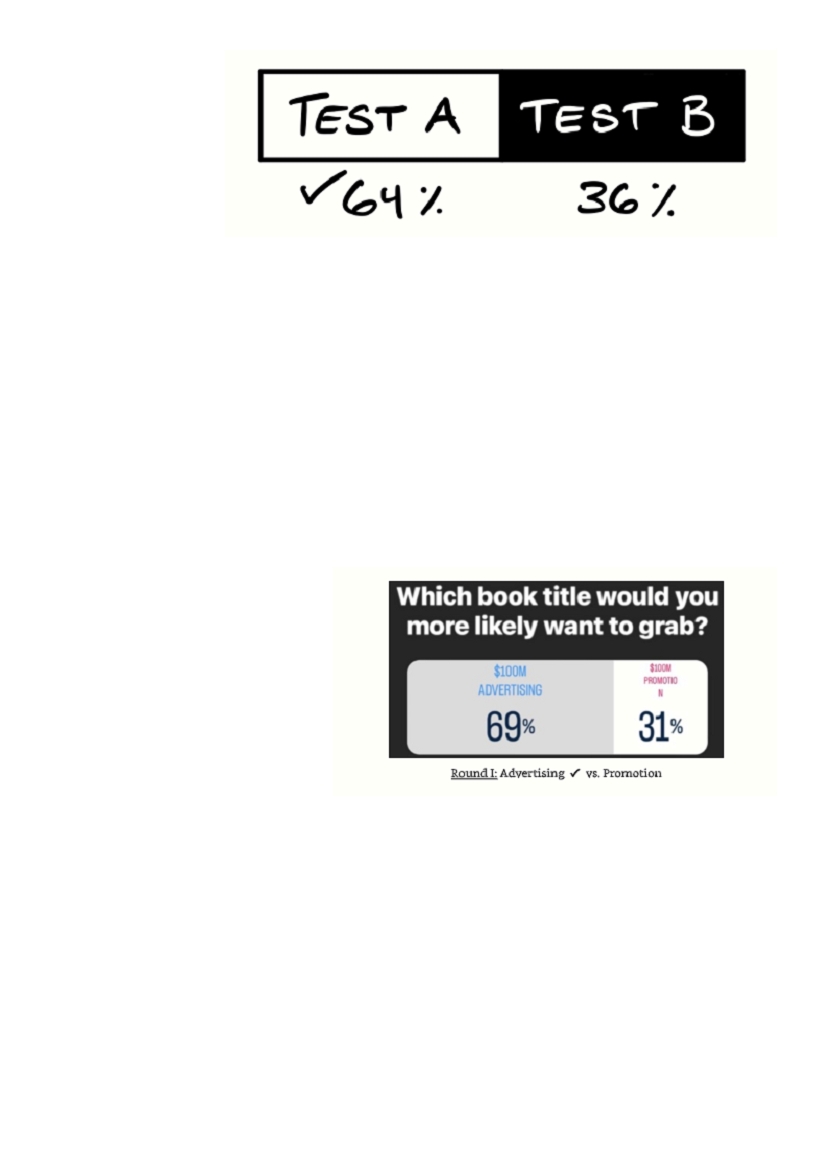 TEST A TEST B
✓64% 36%
Which book title would you
more likely want to grab?
$100M $100M
ADVERTISING PROMOTIO
N
69% 31%
Round I: Advertising ✓ vs. Promotion